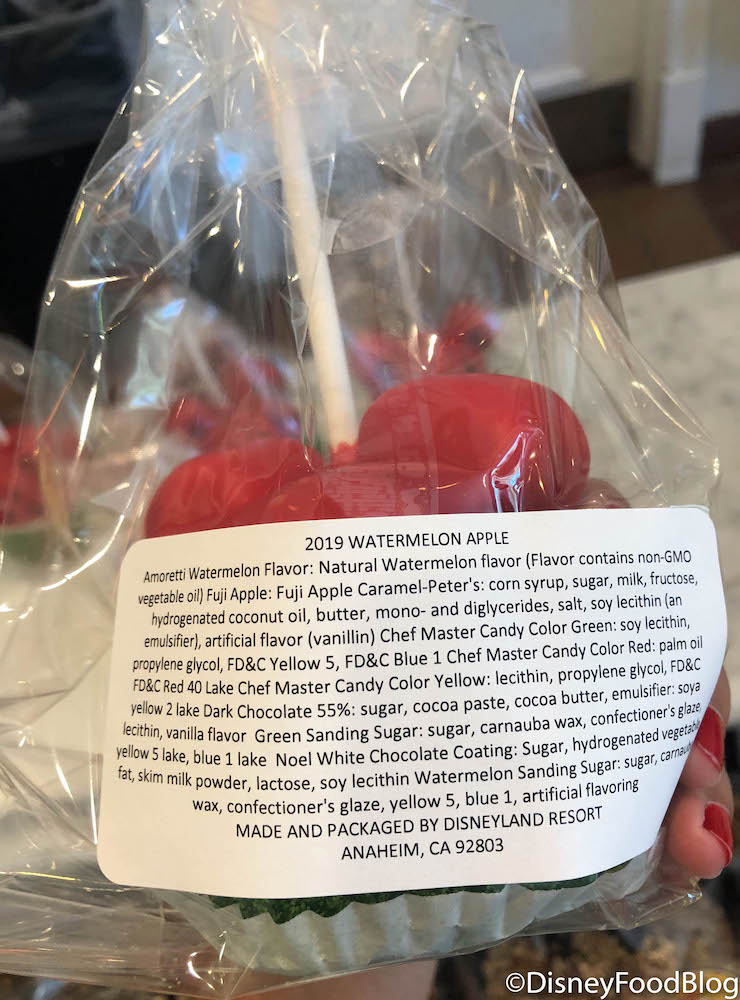 2019 WATERMELON APPLE
Amoretti Watermelon Flavor: Natural Watermelon flavor (Flavor contains non-GMO
vegetable oil) Fuji Apple: Fuji Apple Caramel-Peter's: corn syrup, sugar, milk, fructose,
hydrogenated coconut oil, butter, mono- and diglycerides, salt, soy lecithin (an
emulsifier), artificial flavor (vanillin) Chef Master Candy Color Green: soy lecithin,
propylene glycol, FD&C Yellow 5, FD&C Blue 1 Chef Master Candy Color Red: palm oil
FD&C Red 40 Lake Chef Master Candy Color Yellow: lecithin, propylene glycol, FD&C
yellow 2 lake Dark Chocolate 55%: sugar, cocoa paste, cocoa butter, emulsifier: soya
lecithin, vanilla flavor Green Sanding Sugar: sugar, carnauba wax, confectioner's glaze,
yellow 5 lake, blue 1 lake Noel White Chocolate Coating: Sugar, hydrogenated vegetable
fat, skim milk powder, lactose, soy lecithin Watermelon Sanding Sugar: sugar, carnauba
wax, confectioner's glaze, yellow 5, blue 1, artificial flavoring
MADE AND PACKAGED BY DISNEYLAND RESORT
ANAHEIM, CA 92803
©DisneyFoodBlog